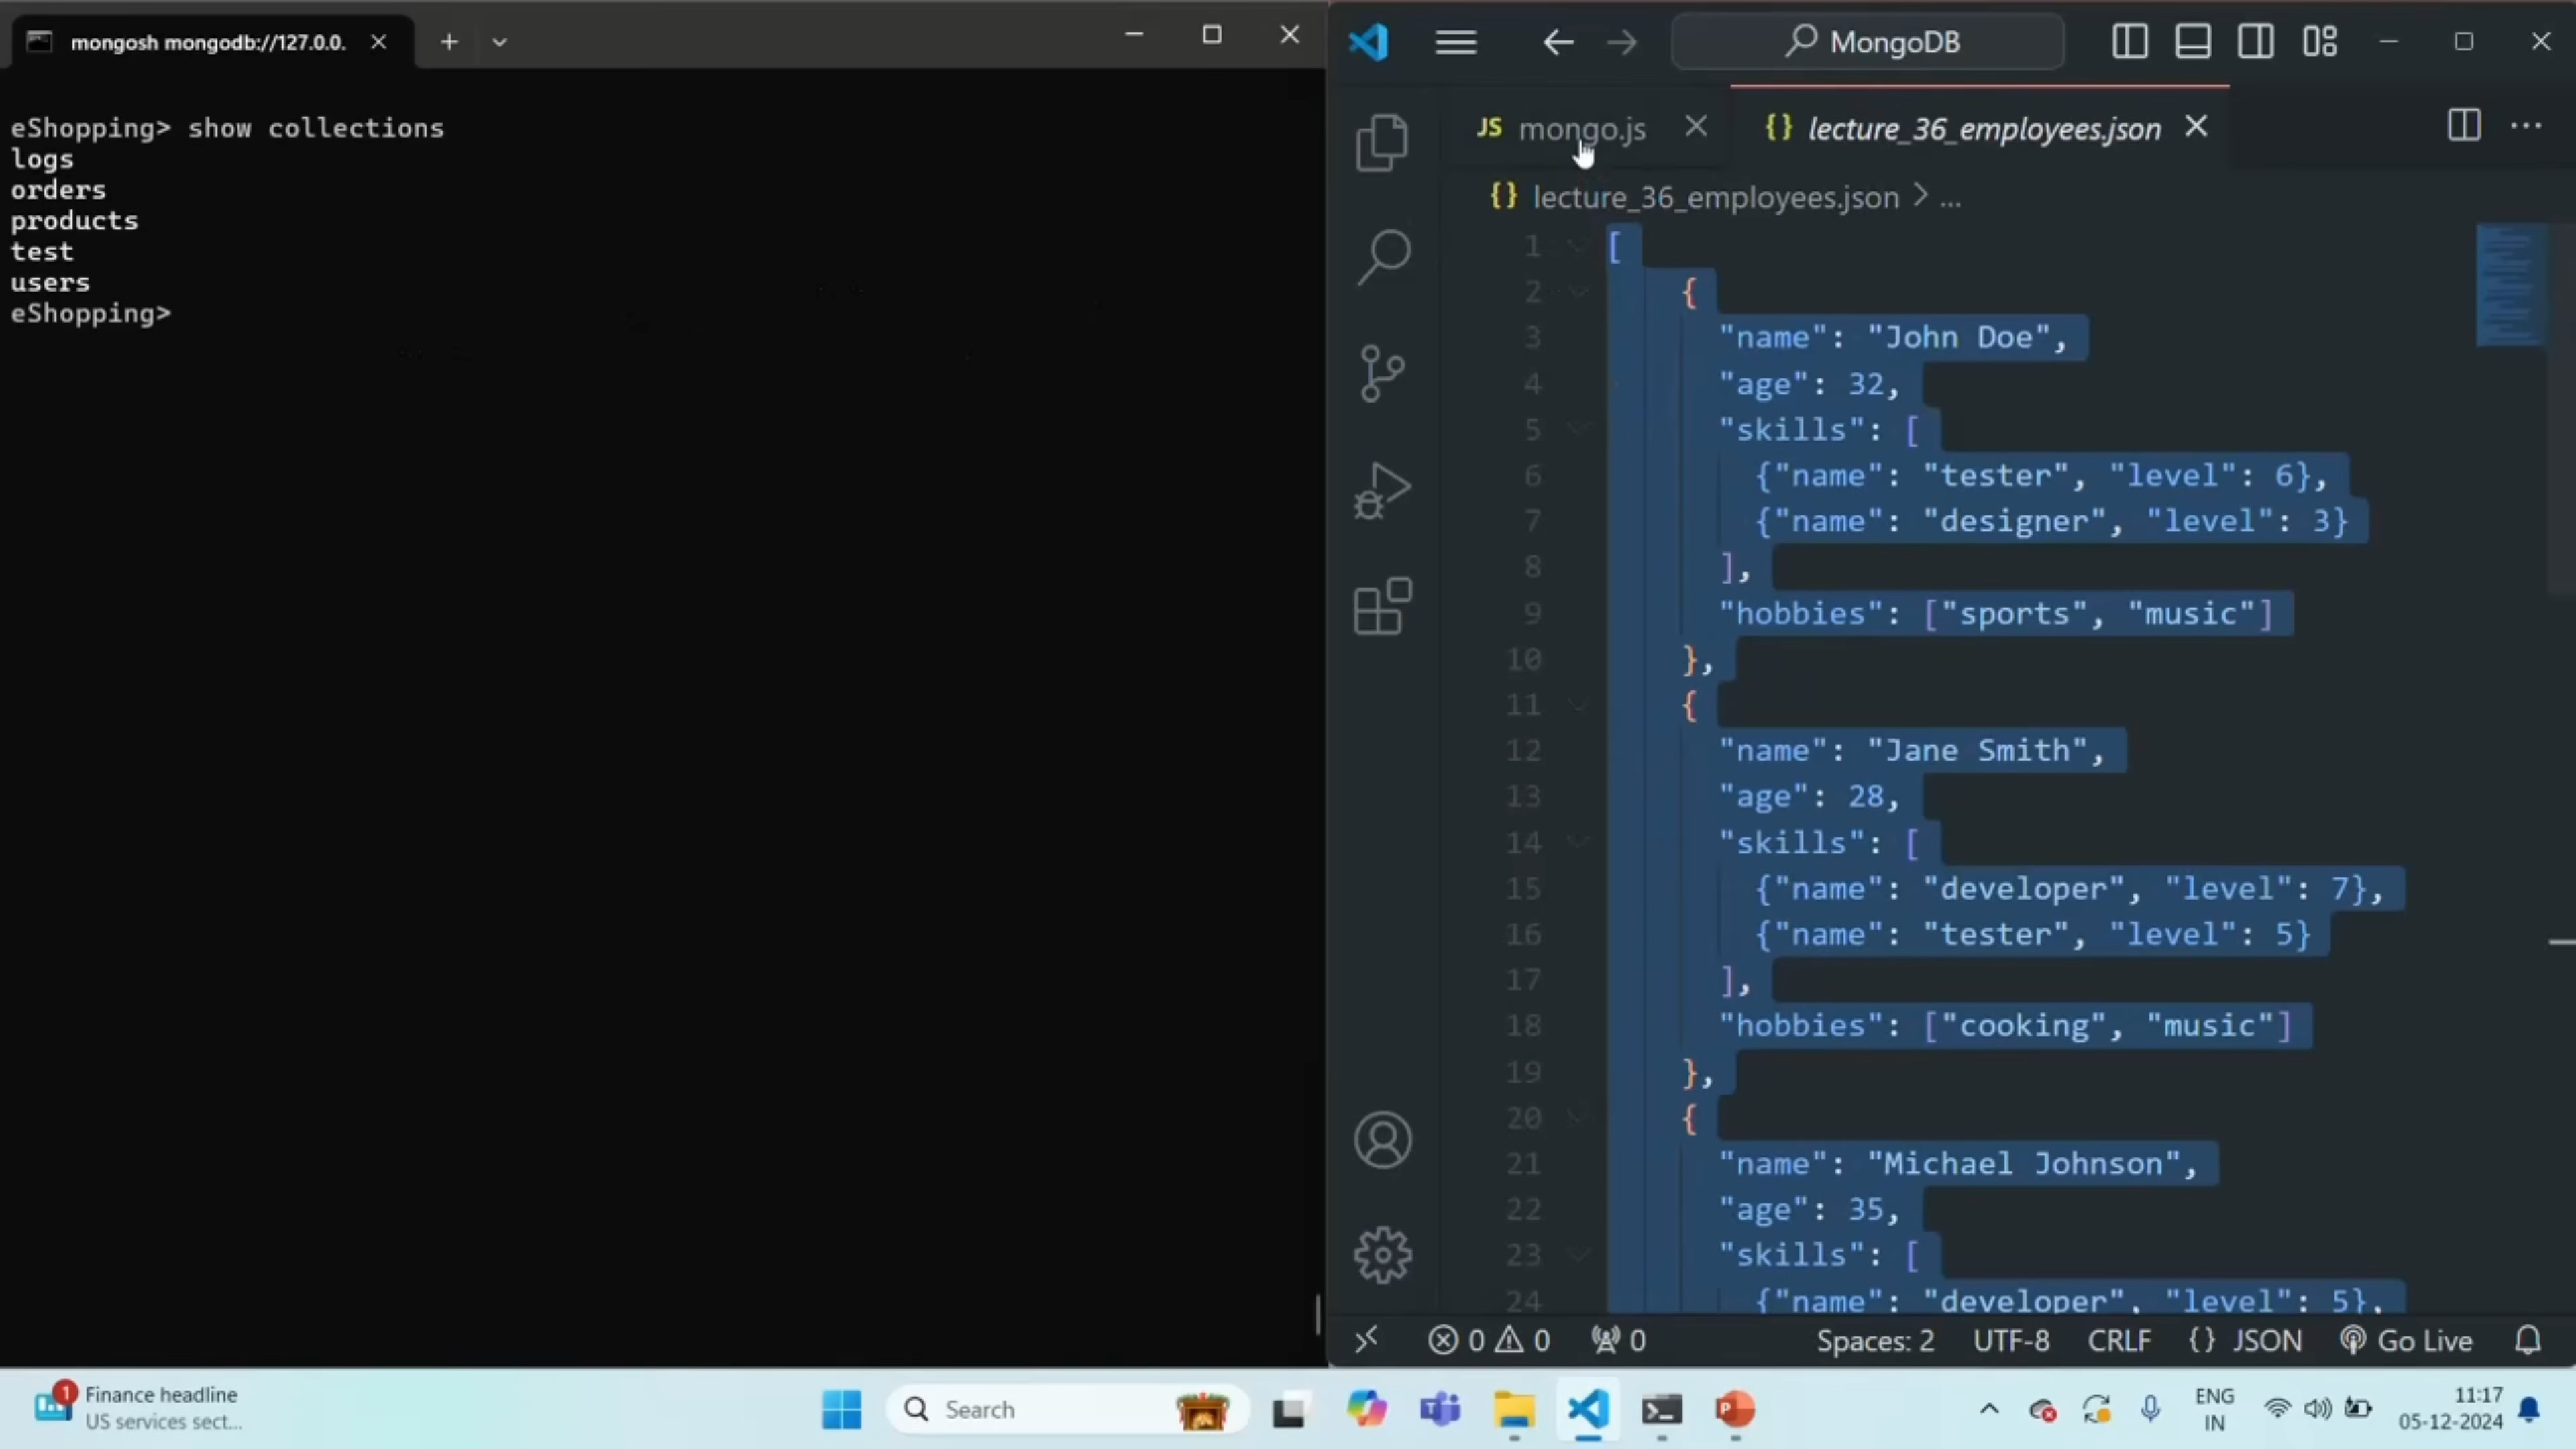 mongosh mongodb://127.0.0.
eShopping> show collections
logs
orders
products
test
users
eShopping>
MongoDB
JS mongo.js
{} lecture_36_employees.json
{} lecture_36_employees.json > ...
1 [
2 {
3 "name": "John Doe",
4 "age": 32,
5 "skills": [
6 {"name": "tester", "level": 6},
7 {"name": "designer", "level": 3}
8 ],
9 "hobbies": ["sports", "music"]
10 },
11 {
12 "name": "Jane Smith",
13 "age": 28,
14 "skills": [
15 {"name": "developer", "level": 7},
16 {"name": "tester", "level": 5}
17 ],
18 "hobbies": ["cooking", "music"]
19 },
20 {
21 "name": "Michael Johnson",
22 "age": 35,
23 "skills": [
24 {"name": "developer", "level": 5},
0 0 0 Spaces: 2 UTF-8 CRLF {} JSON Go Live
1 Finance headline
US services sect...
Search
ENG
IN
11:17
05-12-2024